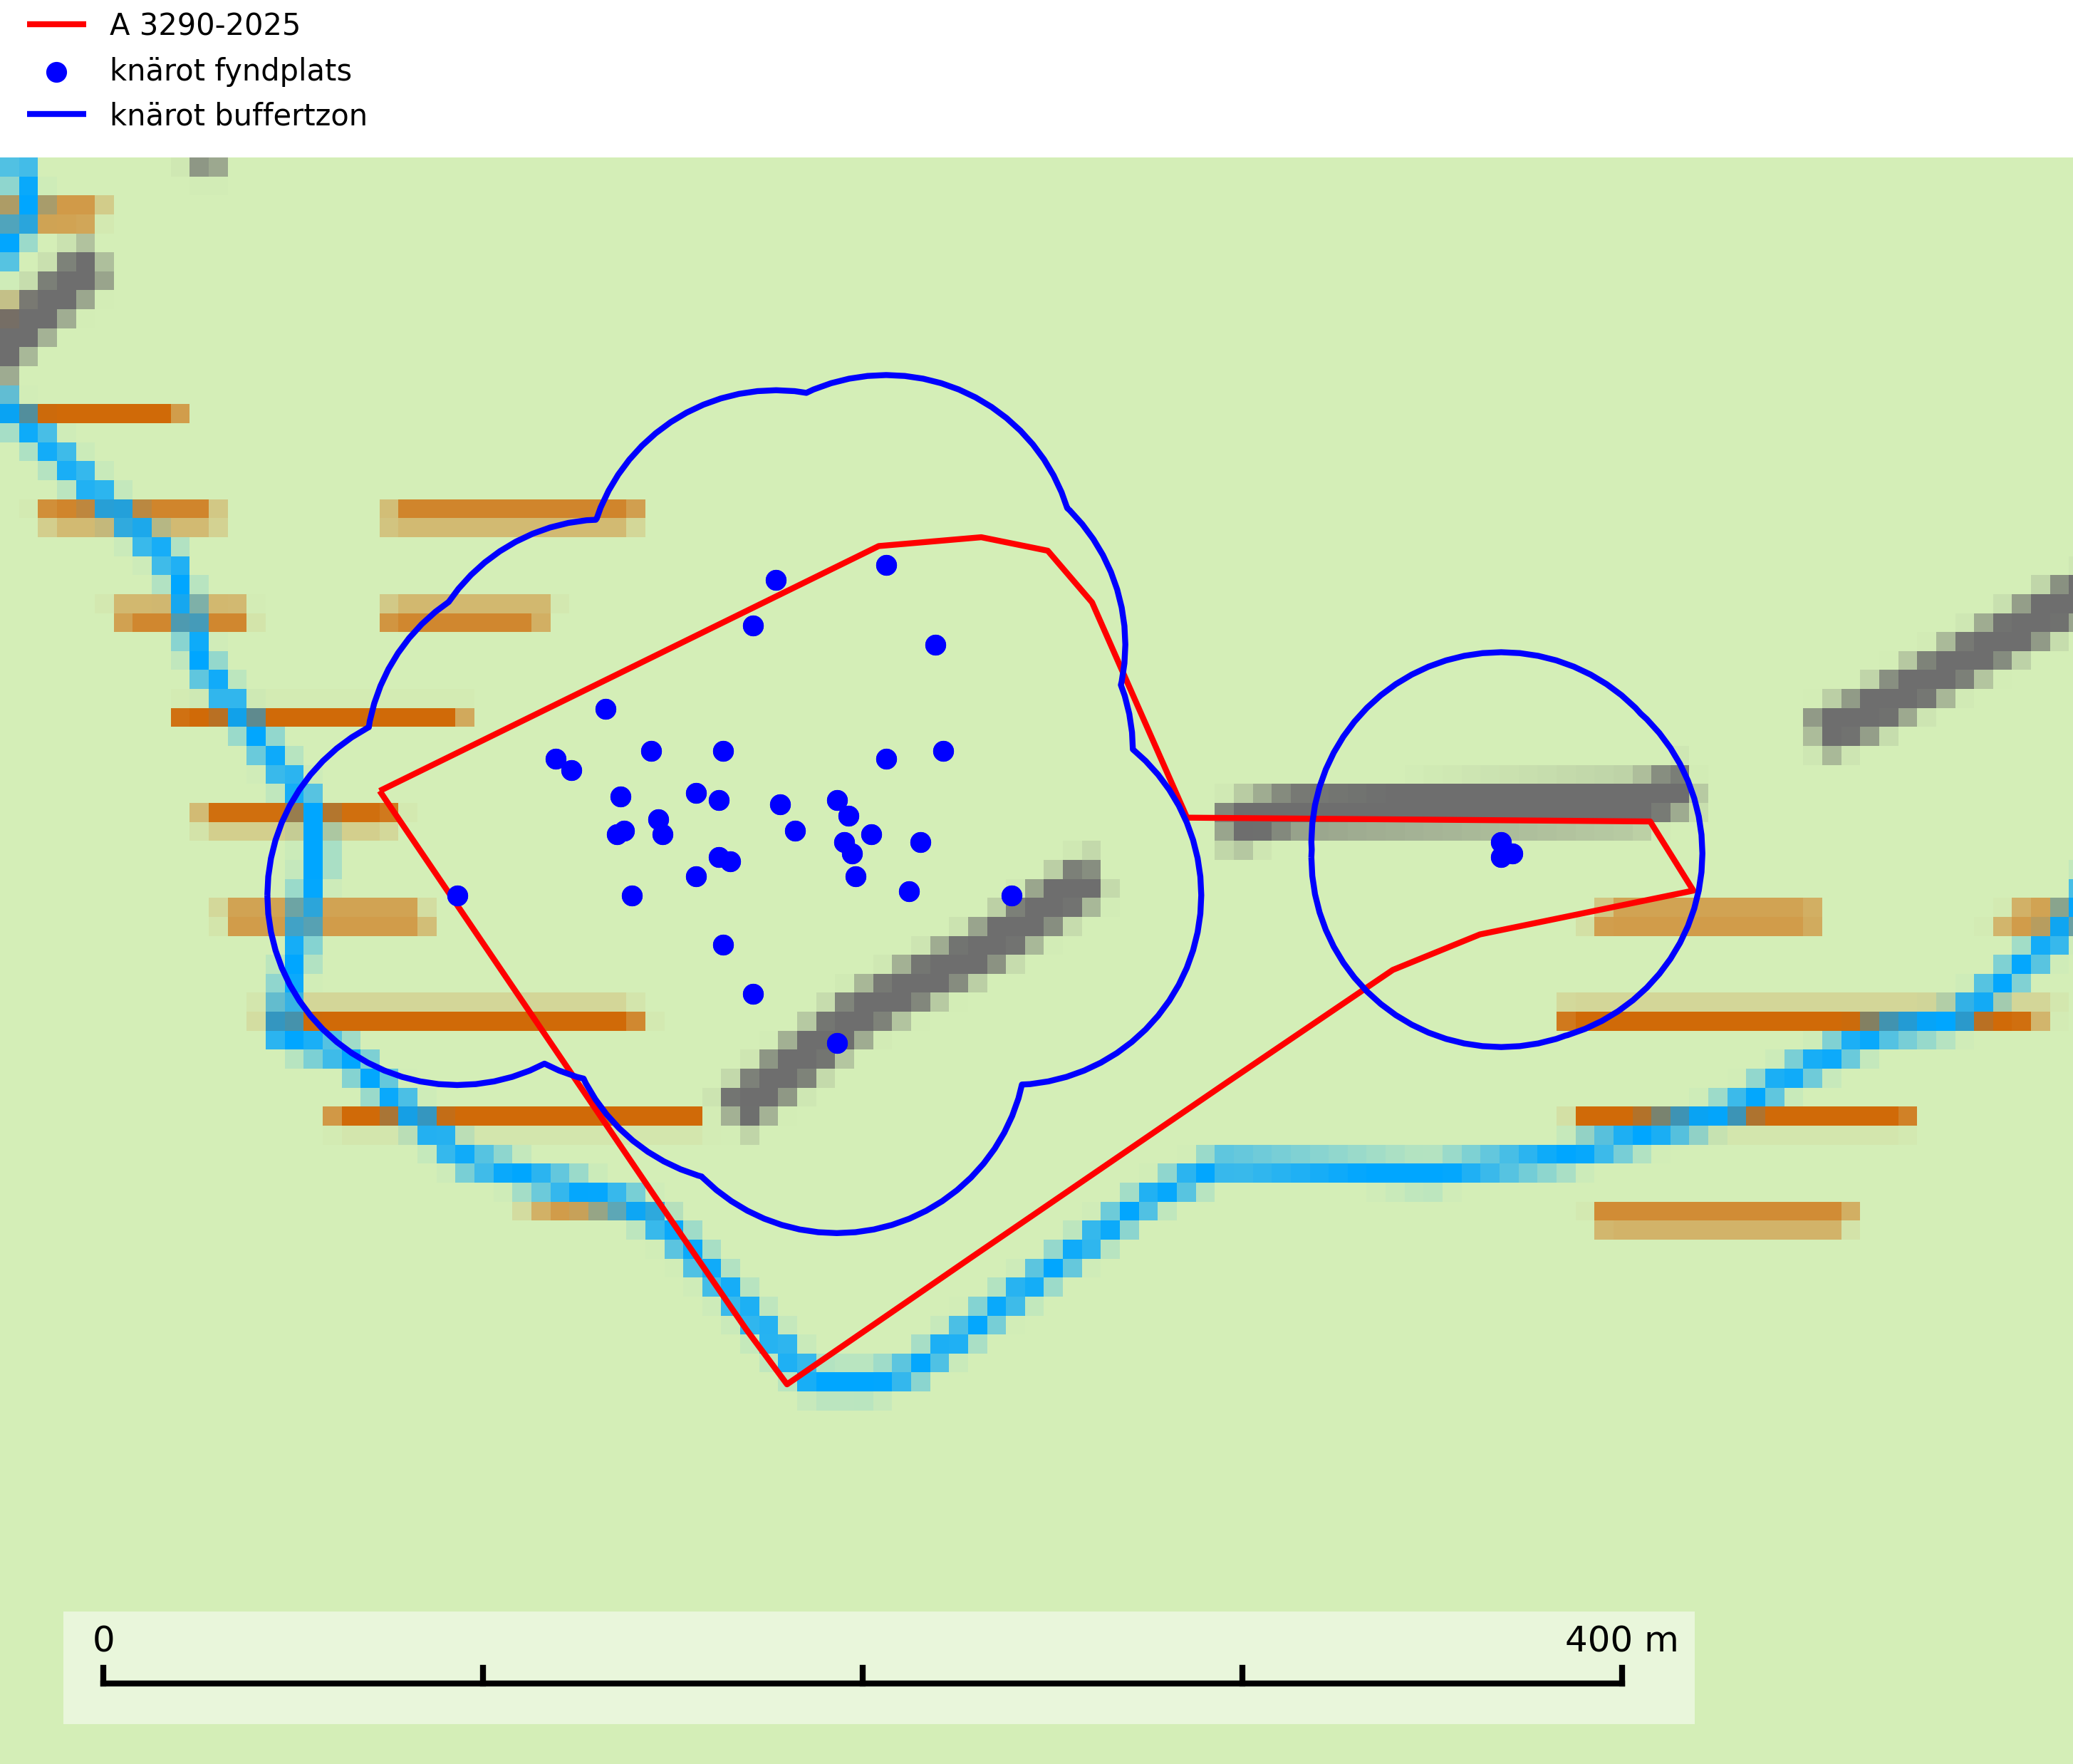 A 3290-2025
knärot fyndplats
knärot buffertzon
0
400 m